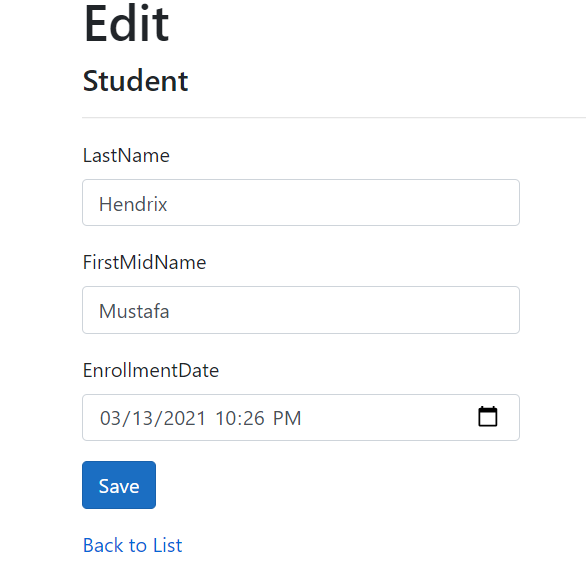 Edit
Student
LastName
Hendrix
FirstMidName
Mustafa
EnrollmentDate
03/13/2021 10:26 PM
Save
Back to List